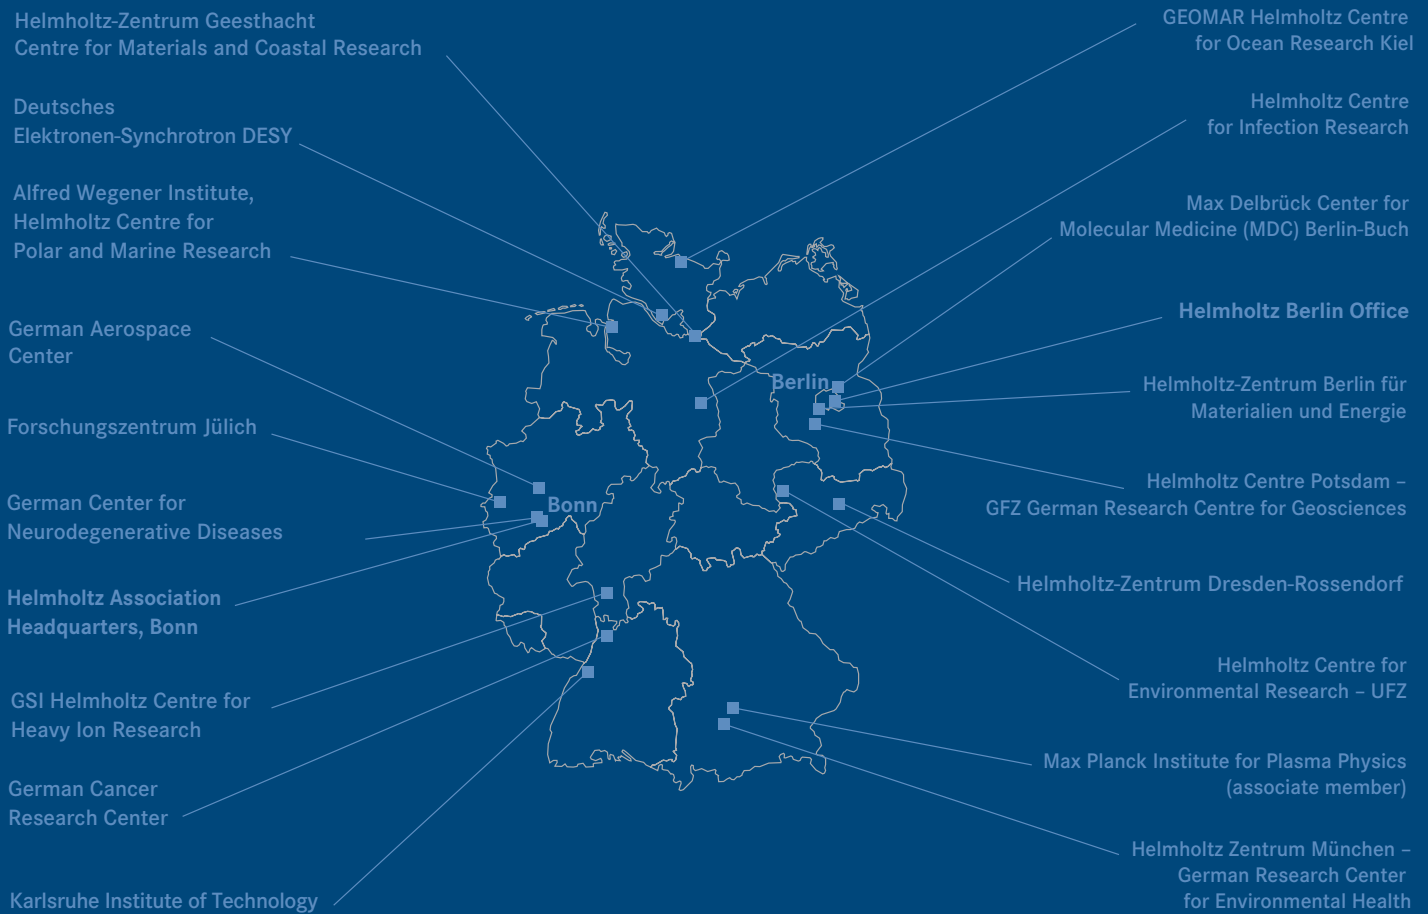 Helmholtz-Zentrum Geesthacht
Centre for Materials and Coastal Research
Deutsches
Elektronen-Synchrotron DESY
Alfred Wegener Institute,
Helmholtz Centre for
Polar and Marine Research
German Aerospace
Center
Forschungszentrum Jülich
German Center for
Neurodegenerative Diseases
Helmholtz Association
Headquarters, Bonn
GSI Helmholtz Centre for
Heavy Ion Research
German Cancer
Research Center
Karlsruhe Institute of Technology
Berlin
Bonn
GEOMAR Helmholtz Centre
for Ocean Research Kiel
Helmholtz Centre
for Infection Research
Max Delbrück Center for
Molecular Medicine (MDC) Berlin-Buch
Helmholtz Berlin Office
Helmholtz-Zentrum Berlin für
Materialien und Energie
Helmholtz Centre Potsdam –
GFZ German Research Centre for Geosciences
Helmholtz-Zentrum Dresden-Rossendorf
Helmholtz Centre for
Environmental Research – UFZ
Max Planck Institute for Plasma Physics
(associate member)
Helmholtz Zentrum München –
German Research Center
for Environmental Health